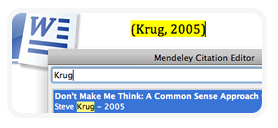 W
(Krug, 2005)
Mendeley Citation Editor
Krug
Don't Make Me Think: A Common Sense Approach
Steve Krug - 2005